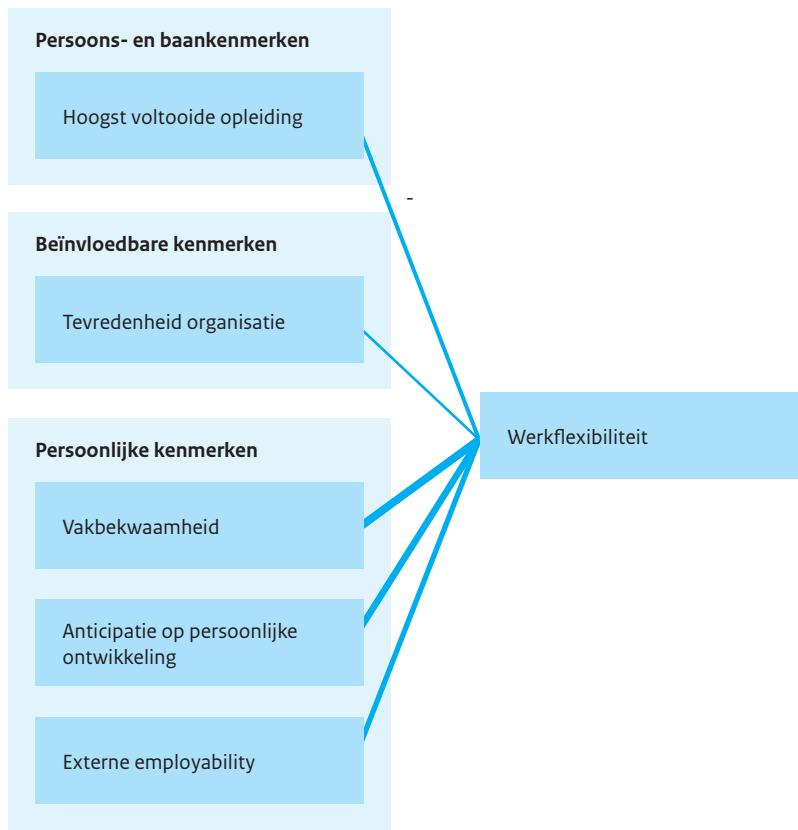 Persoons- en baankenmerken
Hoogst voltooide opleiding
-
Beïnvloedbare kenmerken
Tevredenheid organisatie
Werkflexibiliteit
Persoonlijke kenmerken
Vakbekwaamheid
Anticipatie op persoonlijke
ontwikkeling
Externe employability